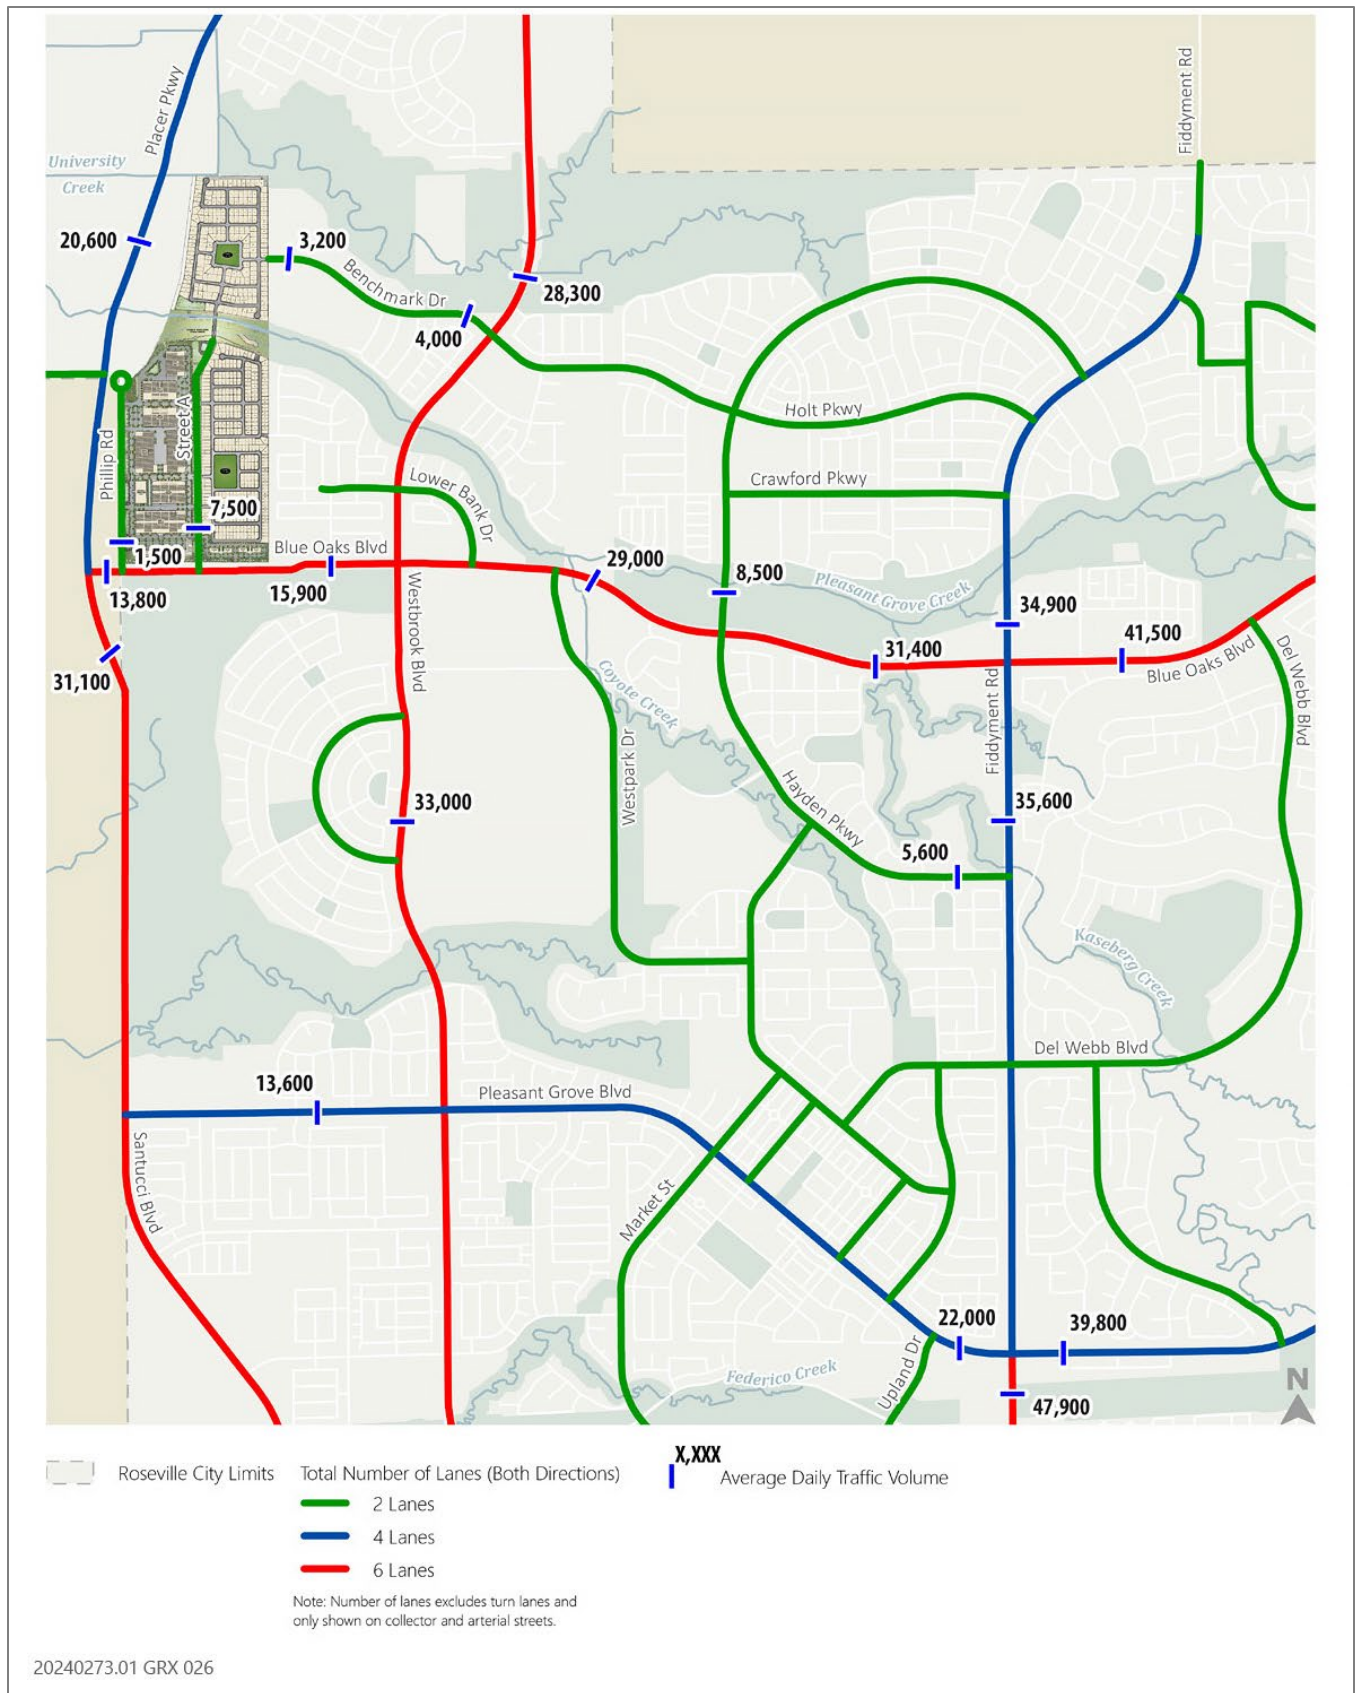 Placer Pkwy
Fiddyment Rd
University
Creek
20,600
3,200
Benchmark Dr
28,300
4,000
Holt Pkwy
Street A
Phillip Rd
Crawford Pkwy
Lower Bank Dr
7,500
1,500
Blue Oaks Blvd
29,000
8,500
Pleasant Grove Creek
13,800
15,900
34,900
Westbrook Blvd
31,400
41,500
Blue Oaks Blvd
Del Webb Blvd
31,100
Coyote Creek
Fiddyment Rd
Westpark Dr
33,000
Hayden Pkwy
35,600
5,600
Kaseberg Creek
Del Webb Blvd
13,600
Pleasant Grove Blvd
Santucci Blvd
Market St
22,000
39,800
Upland Dr
Federico Creek
47,900
N
X,XXX
Roseville City Limits
Total Number of Lanes (Both Directions)
Average Daily Traffic Volume
2 Lanes
4 Lanes
6 Lanes
Note: Number of lanes excludes turn lanes and
only shown on collector and arterial streets.
20240273.01 GRX 026